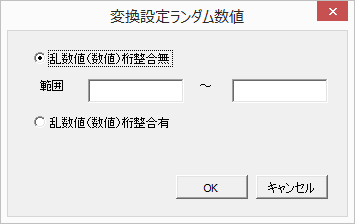 変換設定ランダム数値
乱数値(数値)桁整合無
範囲 ～
乱数値(数値)桁整合有
OK キャンセル